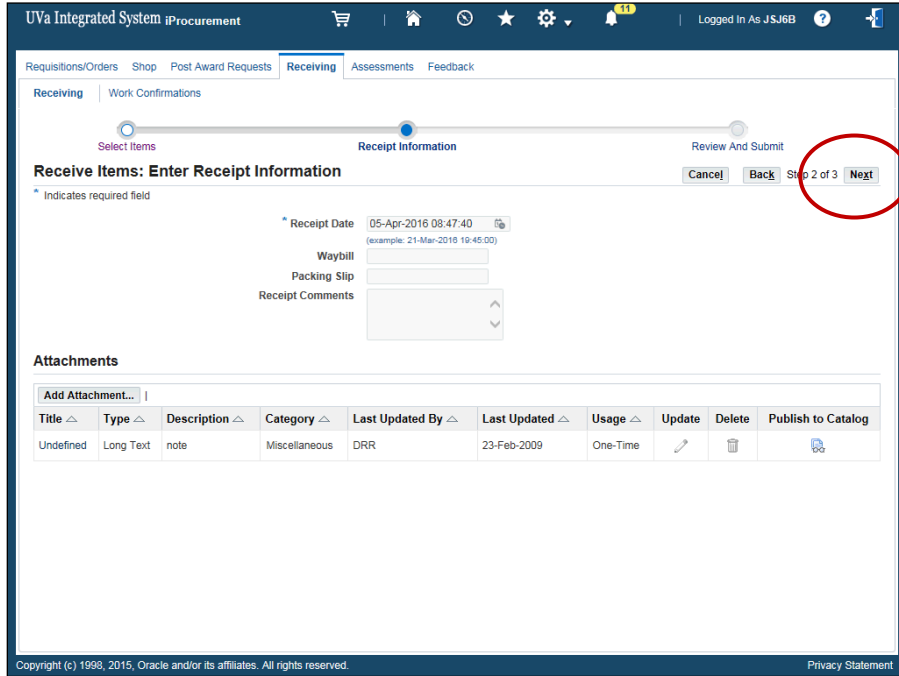 UVa Integrated System iProcurement 11 | Logged In As JSJ6B ?
Requisitions/Orders Shop Post Award Requests Receiving Assessments Feedback
Receiving | Work Confirmations
Select Items Receipt Information Review And Submit
Receive Items: Enter Receipt Information Cancel Back Step 2 of 3 Next
* Indicates required field
* Receipt Date 05-Apr-2016 08:47:40
(example: 21-Mar-2016 19:45:00)
Waybill
Packing Slip
Receipt Comments
Attachments
Add Attachment... |
Title Type Description Category Last Updated By Last Updated Usage Update Delete Publish to Catalog
Undefined Long Text note Miscellaneous DRR 23-Feb-2009 One-Time
Copyright (c) 1998, 2015, Oracle and/or its affiliates. All rights reserved. Privacy Statement